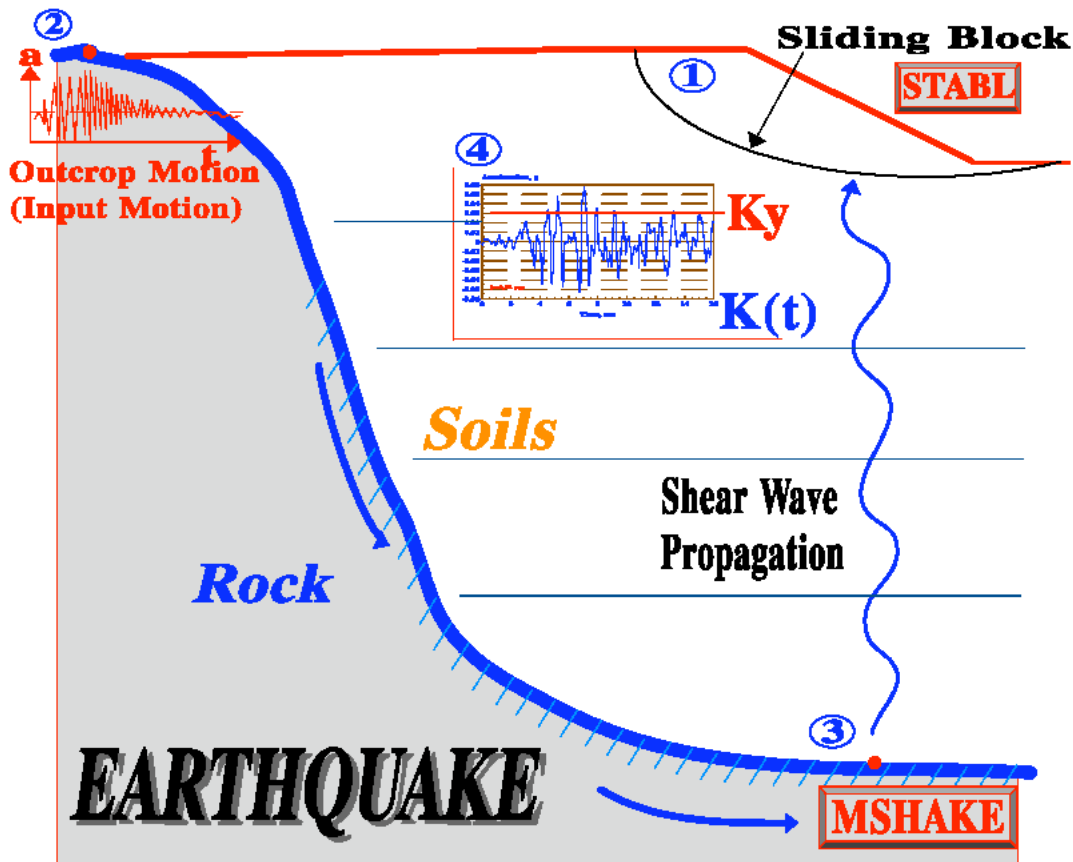 ②
Sliding Block
①
STABL
a
t
Outcrop Motion
(Input Motion)
④
Ky
K(t)
Soils
Shear Wave
Propagation
Rock
③
EARTHQUAKE
MSHAKE